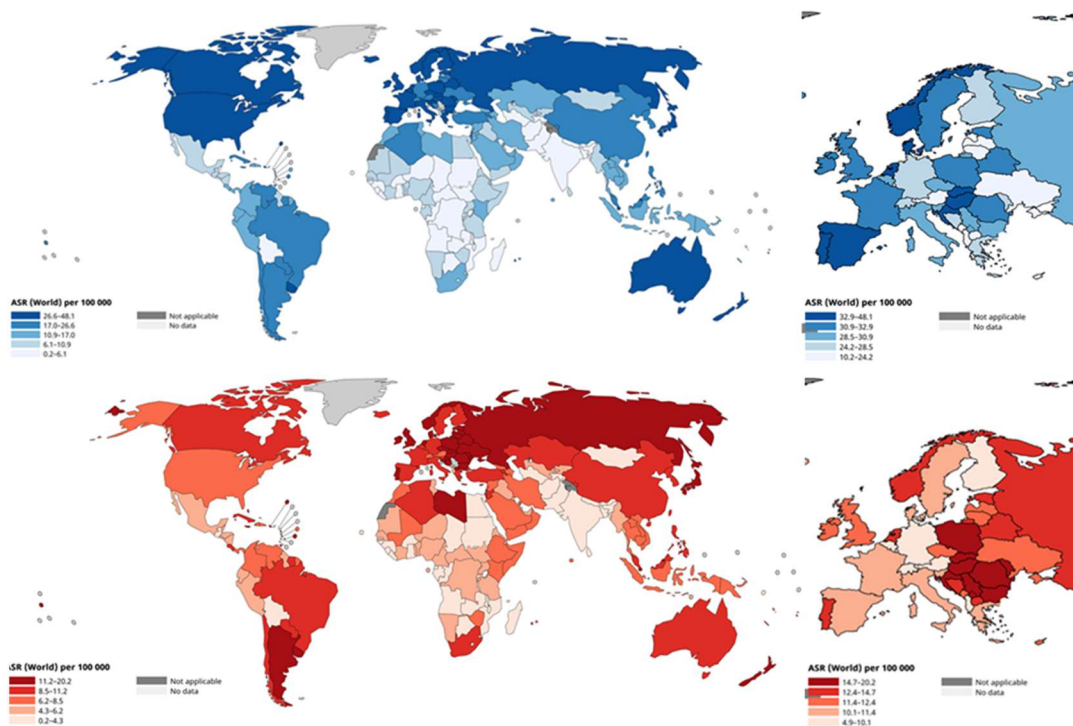 ASR (World) per 100 000
26.6–48.1
17.0–26.6
10.9–17.0
6.1–10.9
0.2–6.1
Not applicable
No data
ASR (World) per 100 000
32.9–48.1
30.9–32.9
28.5–30.9
24.2–28.5
10.2–24.2
Not applicable
No data
ASR (World) per 100 000
11.2–20.2
8.5–11.2
6.2–8.5
4.3–6.2
0.2–4.3
Not applicable
No data
ASR (World) per 100 000
14.7–20.2
12.4–14.7
11.4–12.4
10.1–11.4
4.9–10.1
Not applicable
No data